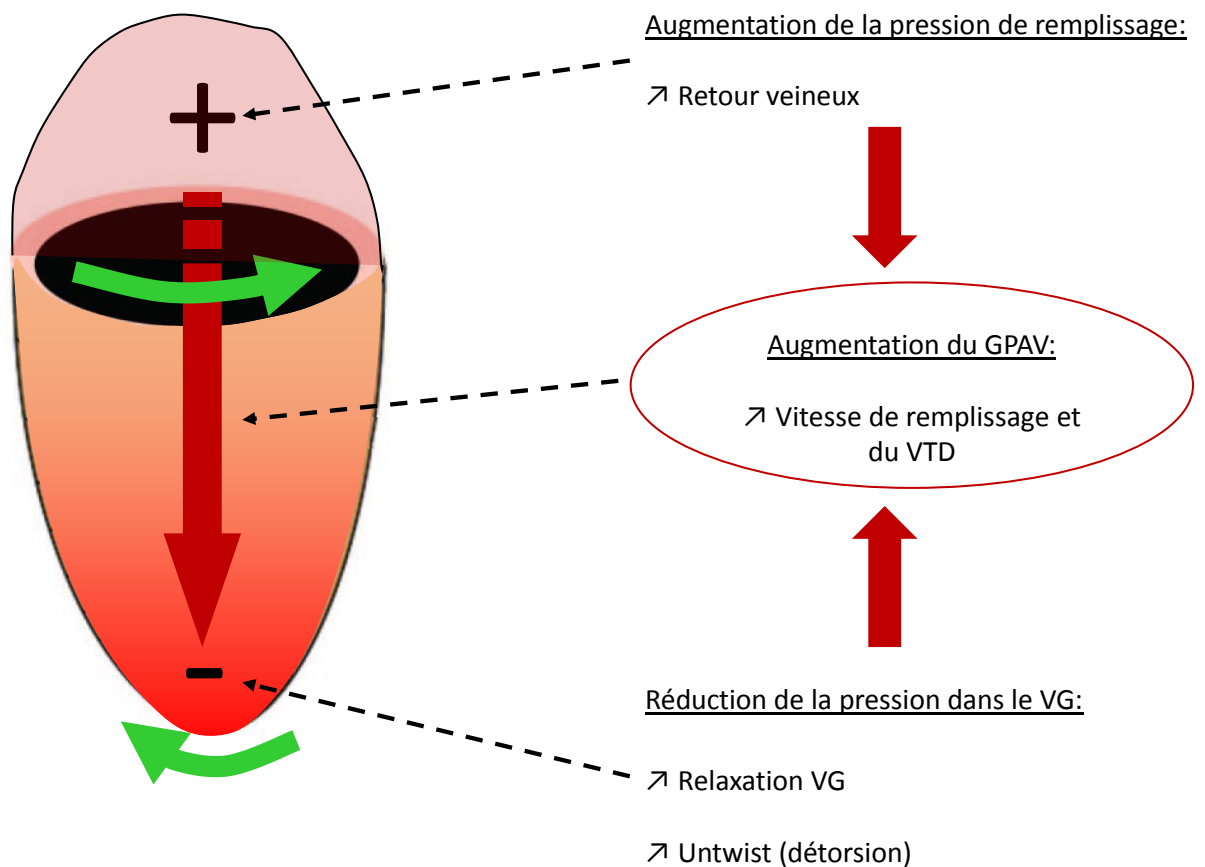 Augmentation de la pression de remplissage:
↗ Retour veineux
+
Augmentation du GPAV:
↗ Vitesse de remplissage et
du VTD
-
Réduction de la pression dans le VG:
↗ Relaxation VG
↗ Untwist (détorsion)